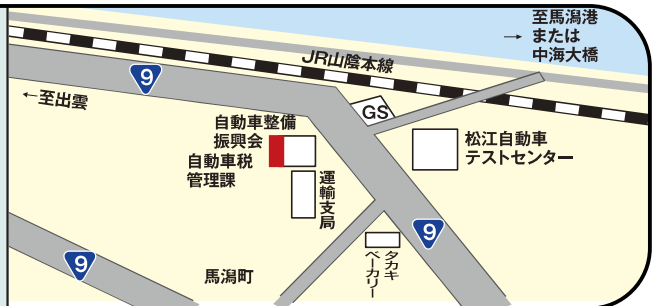 至馬潟港
→ または
中海大橋
JR山陰本線
9
←至出雲
GS
自動車整備
振興会
自動車税
管理課
松江自動車
テストセンター
運輸支局
9
タカキ
ベーカリー
9
馬潟町